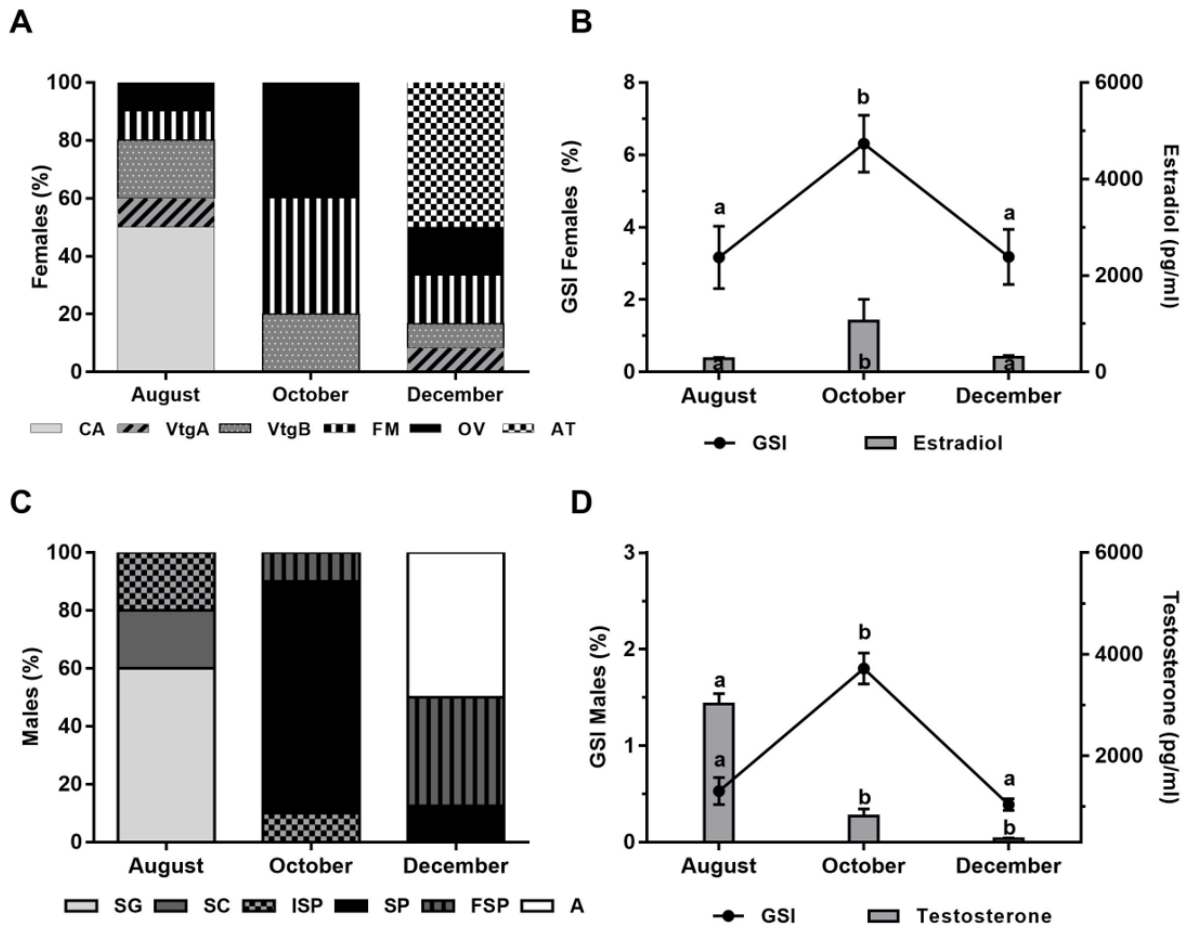 A
Females (%)
100
80
60
40
20
0
August October December
CA VtgA VtgB FM OV AT
B
GSI Females (%)
8
6
4
2
0
a b a
a b a
6000
4000
2000
0
Estradiol (pg/ml)
August October December
GSI Estradiol
C
Males (%)
100
80
60
40
20
0
August October December
SG SC ISP SP FSP A
D
GSI Males (%)
3
2
1
0
a b
a b a
b
6000
4000
2000
Testosterone (pg/ml)
August October December
GSI Testosterone